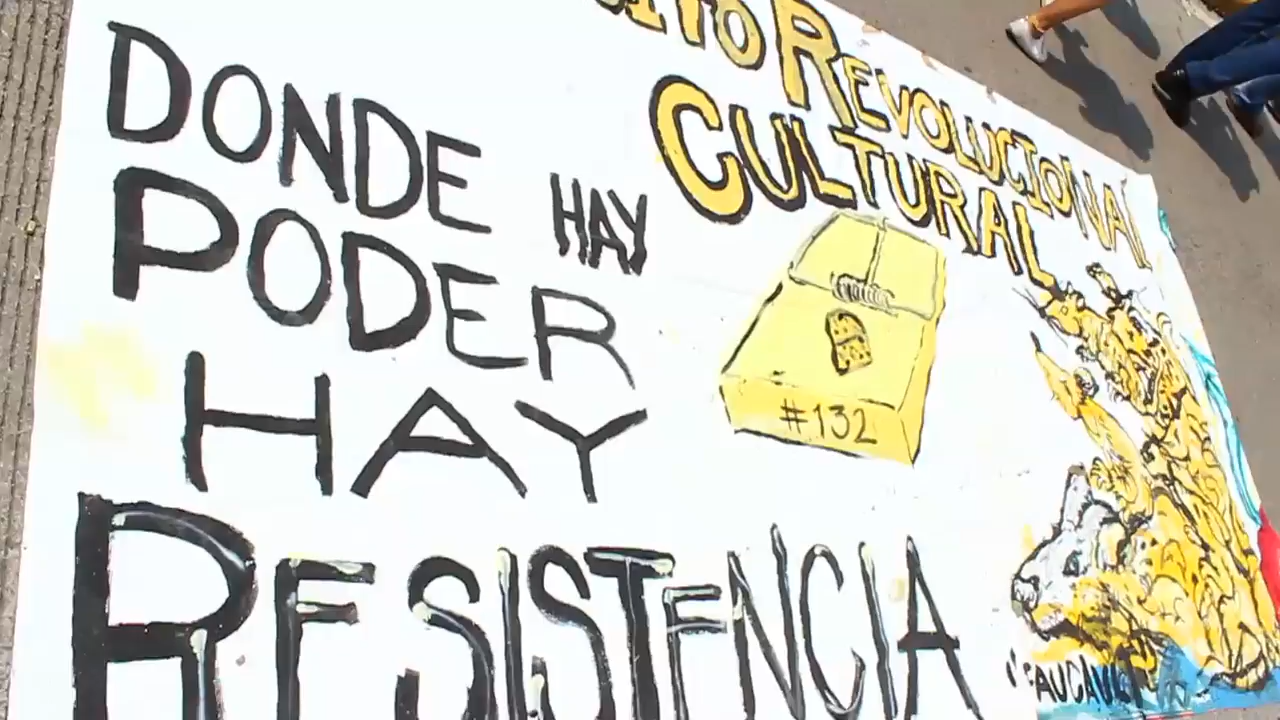 DONDE HAY
PODER
HAY
RESISTENCIA
REVOLUCIONAL
CULTURAL
#132